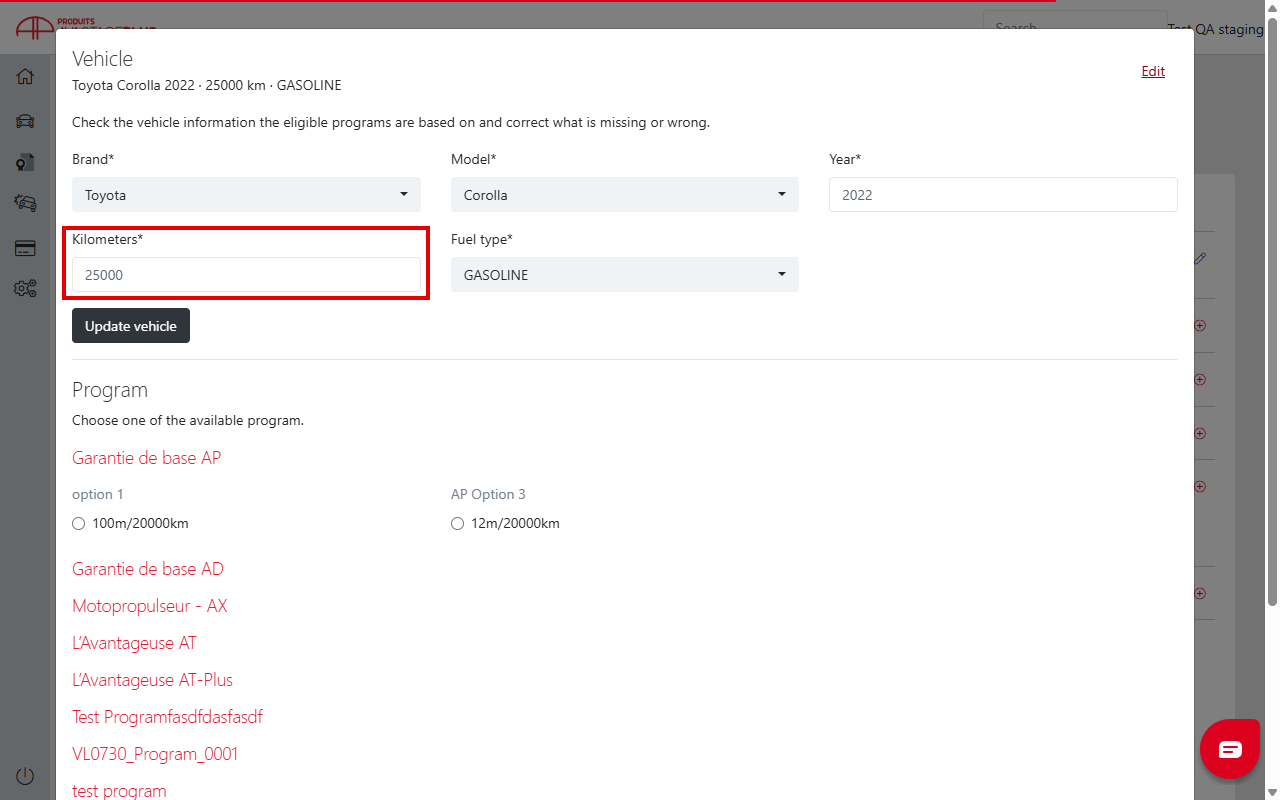 PRODUITS
Search
Test QA staging
Vehicle
Toyota Corolla 2022 · 25000 km · GASOLINE
Edit
Check the vehicle information the eligible programs are based on and correct what is missing or wrong.
Brand*
Model*
Year*
Toyota
Corolla
2022
Kilometers*
Fuel type*
25000
GASOLINE
Update vehicle
Program
Choose one of the available program.
Garantie de base AP
option 1
AP Option 3
100m/20000km
12m/20000km
Garantie de base AD
Motopropulseur - AX
L’Avantageuse AT
L’Avantageuse AT-Plus
Test Programfasdfdasfasdf
VL0730_Program_0001
test program